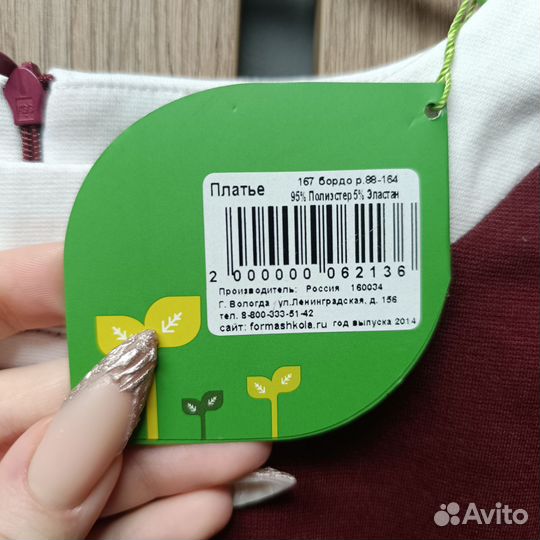 Платье
167 бордо р.88-164
95% Полиэстер 5% Эластан
2 000000 062136
Производитель: Россия 160034
Г. Вологда ул.Ленинградская, д. 156
тел. 8-800-333-51-42
сайт: formashkola.ru год выпуска 2014
Avito